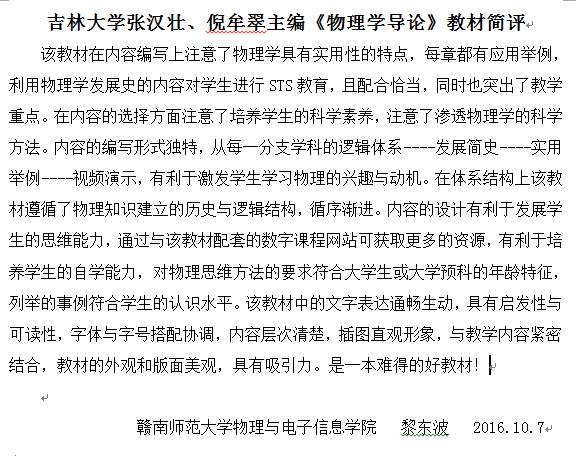 吉林大学张汉壮、倪牟翠主编《物理学导论》教材简评
该教材在内容编写上注意了物理学具有实用性的特点，每章都有应用举例，
利用物理学发展史的内容对学生进行 STS 教育，且配合恰当，同时也突出了教学
重点。在内容的选择方面注意了培养学生的科学素养，注意了渗透物理学的科学
方法。内容的编写形式独特，从每一分支学科的逻辑体系----发展简史----实用
举例----视频演示，有利于激发学生学习物理的兴趣与动机。在体系结构上该教
材遵循了物理知识建立的历史与逻辑结构，循序渐进。内容的设计有利于发展学
生的思维能力，通过与该教材配套的数字课程网站可获取更多的资源，有利于培
养学生的自学能力，对物理思维方法的要求符合大学生或大学预科的年龄特征，
列举的事例符合学生的认识水平。该教材中的文字表达通畅生动，具有启发性与
可读性，字体与字号搭配协调，内容层次清楚，插图直观形象，与教学内容紧密
结合，教材的外观和版面美观，具有吸引力。是一本难得的好教材！
赣南师范大学物理与电子信息学院 黎东波 2016.10.7